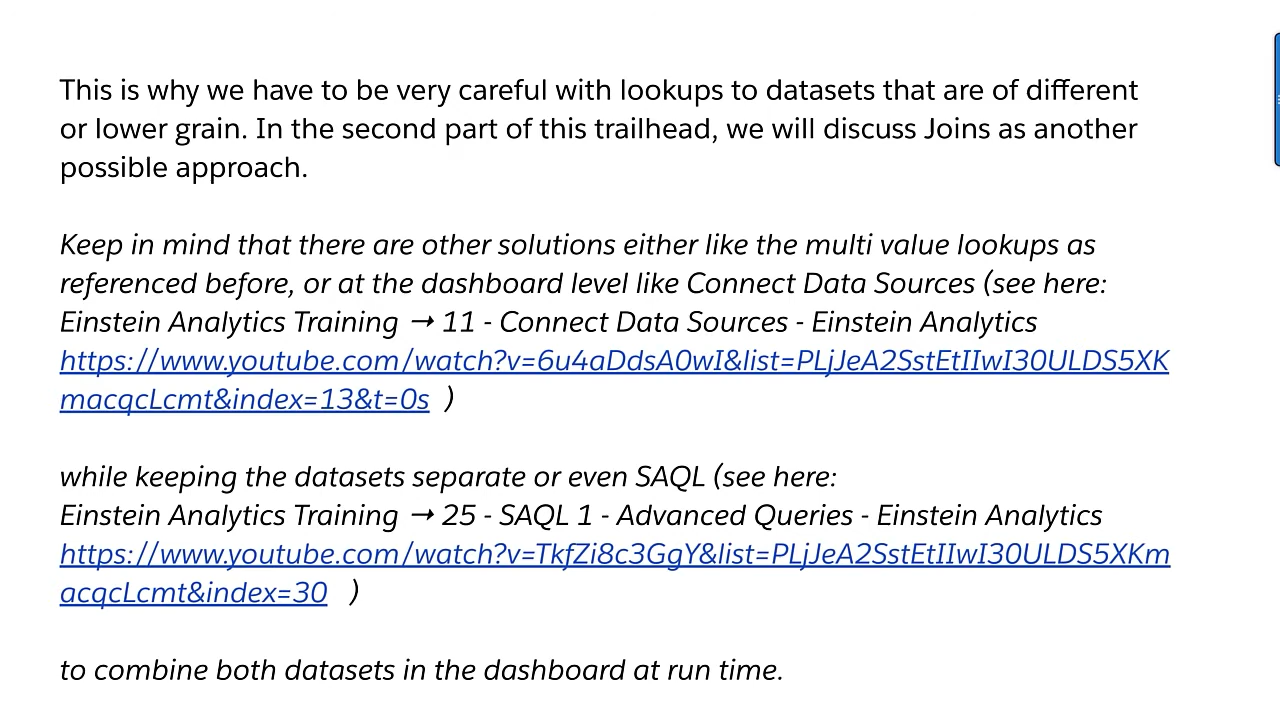 This is why we have to be very careful with lookups to datasets that are of different
or lower grain. In the second part of this trailhead, we will discuss Joins as another
possible approach.
Keep in mind that there are other solutions either like the multi value lookups as
referenced before, or at the dashboard level like Connect Data Sources (see here:
Einstein Analytics Training → 11 - Connect Data Sources - Einstein Analytics
https://www.youtube.com/watch?v=6u4aDdsA0wI&list=PLjJeA2SstEtIIwI30ULDS5XK
macqcLcmt&index=13&t=0s )
while keeping the datasets separate or even SAQL (see here:
Einstein Analytics Training → 25 - SAQL 1 - Advanced Queries - Einstein Analytics
https://www.youtube.com/watch?v=TkfZi8c3GgY&list=PLjJeA2SstEtIIwI30ULDS5XKm
acqcLcmt&index=30 )
to combine both datasets in the dashboard at run time.